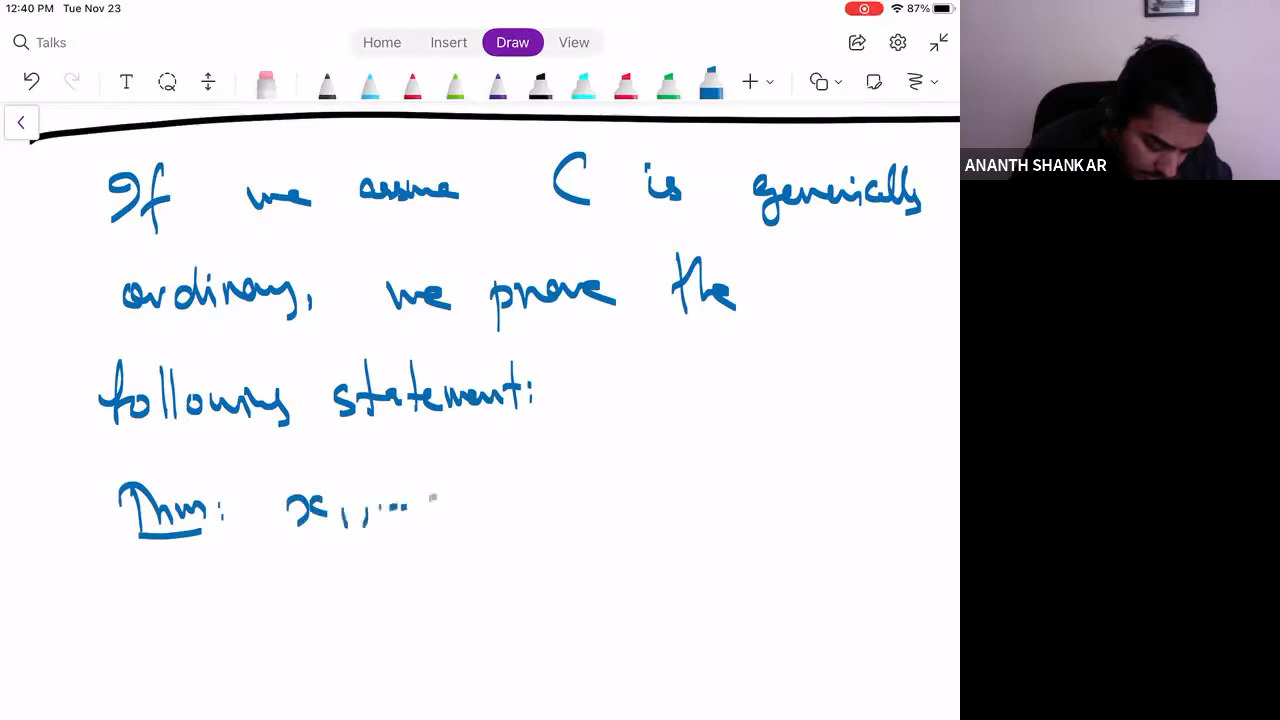 12:40 PM Tue Nov 23
87%
Talks
Home Insert Draw View
T
If we assume C is generically
ordinary, we prove the
following statement:
Thm: x1,...
ANANTH SHANKAR